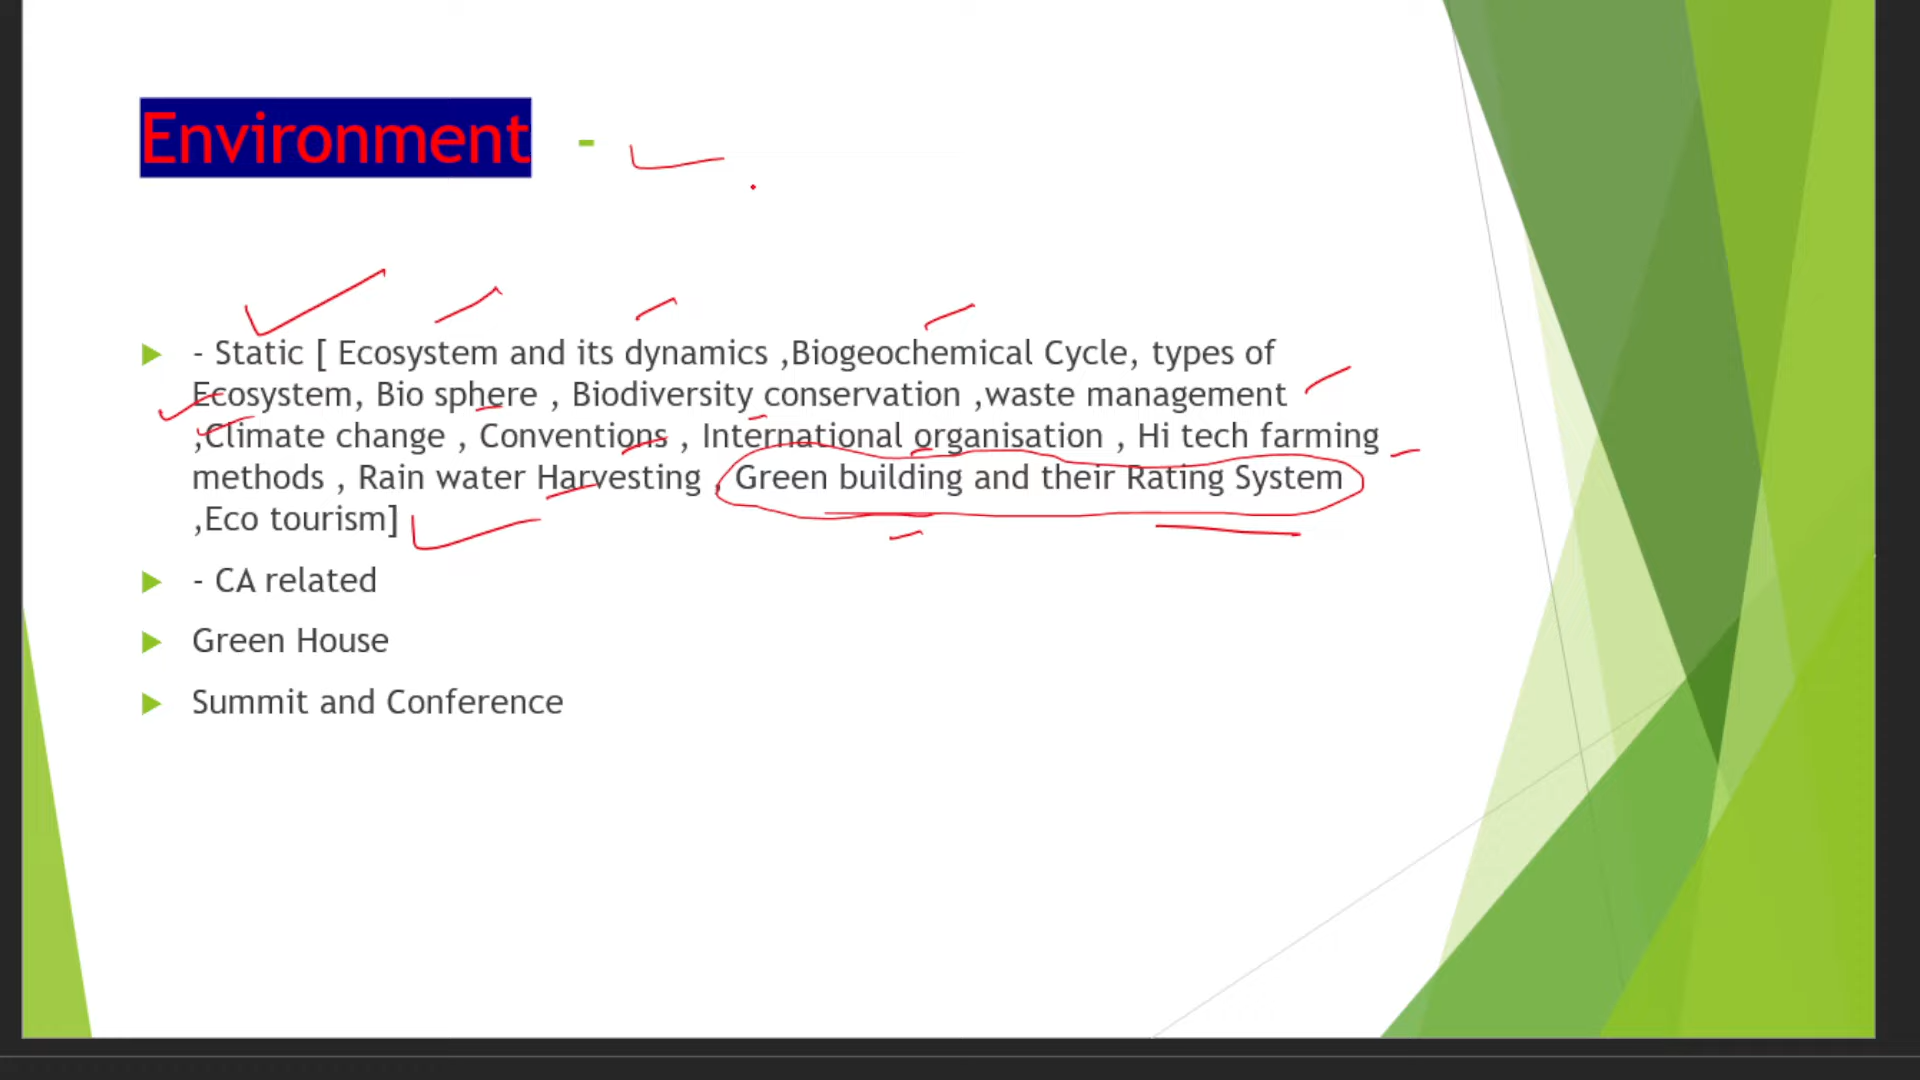 Environment -
- Static [ Ecosystem and its dynamics ,Biogeochemical Cycle, types of
Ecosystem, Bio sphere , Biodiversity conservation ,waste management
,Climate change , Conventions , International organisation , Hi tech farming
methods , Rain water Harvesting , Green building and their Rating System
,Eco tourism]
- CA related
Green House
Summit and Conference